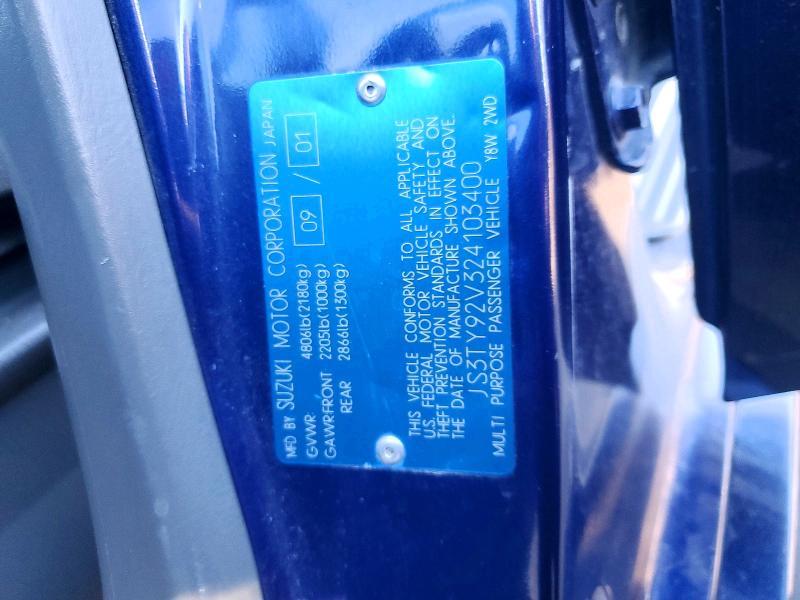 MFD BY SUZUKI MOTOR CORPORATION JAPAN
GVWR 4806lb(2180kg) 09 / 01
GAWR:FRONT 2205lb(1000kg)
REAR 2866lb(1300kg)
THIS VEHICLE CONFORMS TO ALL APPLICABLE
U.S. FEDERAL MOTOR VEHICLE SAFETY AND
THEFT PREVENTION STANDARDS IN EFFECT ON
THE DATE OF MANUFACTURE SHOWN ABOVE.
JS3TY92V324103400
MULTI PURPOSE PASSENGER VEHICLE Y8W 2WD